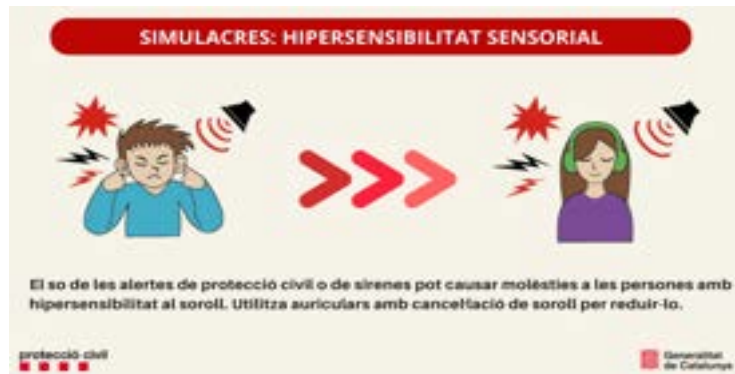 SIMULACRES: HIPERSENSIBILITAT SENSORIAL
El so de les alertes de protecció civil o de sirenes pot causar molèsties a les persones amb
hipersensibilitat al soroll. Utilitza auriculars amb cancel·lació de soroll per reduir-lo.
protecció civil
Generalitat
de Catalunya